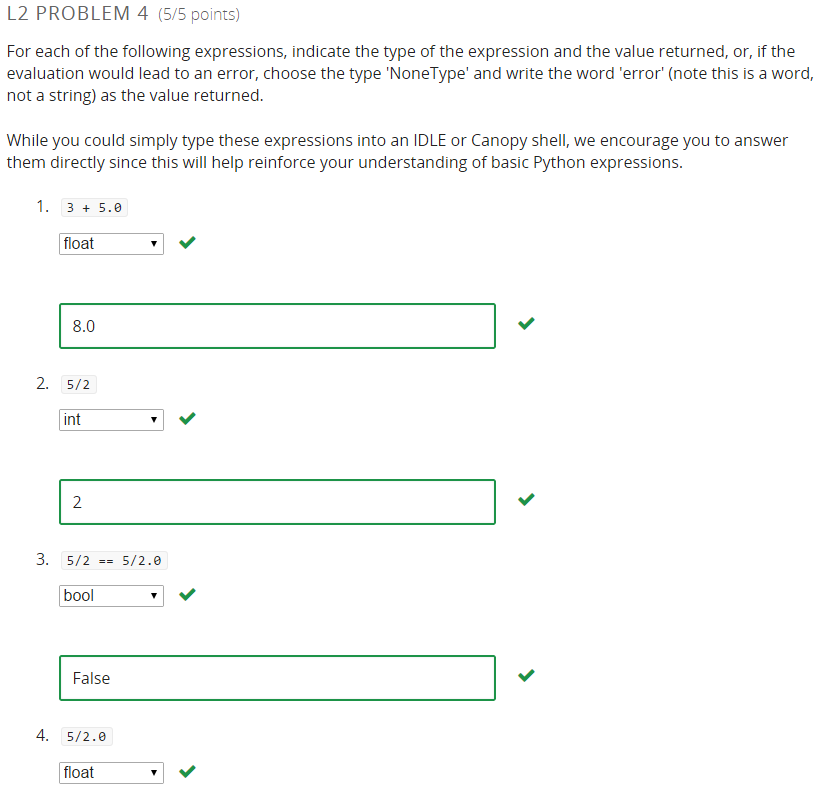 L2 PROBLEM 4 (5/5 points)
For each of the following expressions, indicate the type of the expression and the value returned, or, if the
evaluation would lead to an error, choose the type 'NoneType' and write the word 'error' (note this is a word,
not a string) as the value returned.
While you could simply type these expressions into an IDLE or Canopy shell, we encourage you to answer
them directly since this will help reinforce your understanding of basic Python expressions.
1. 3 + 5.0
float
8.0
2. 5/2
int
2
3. 5/2 == 5/2.0
bool
False
4. 5/2.0
float